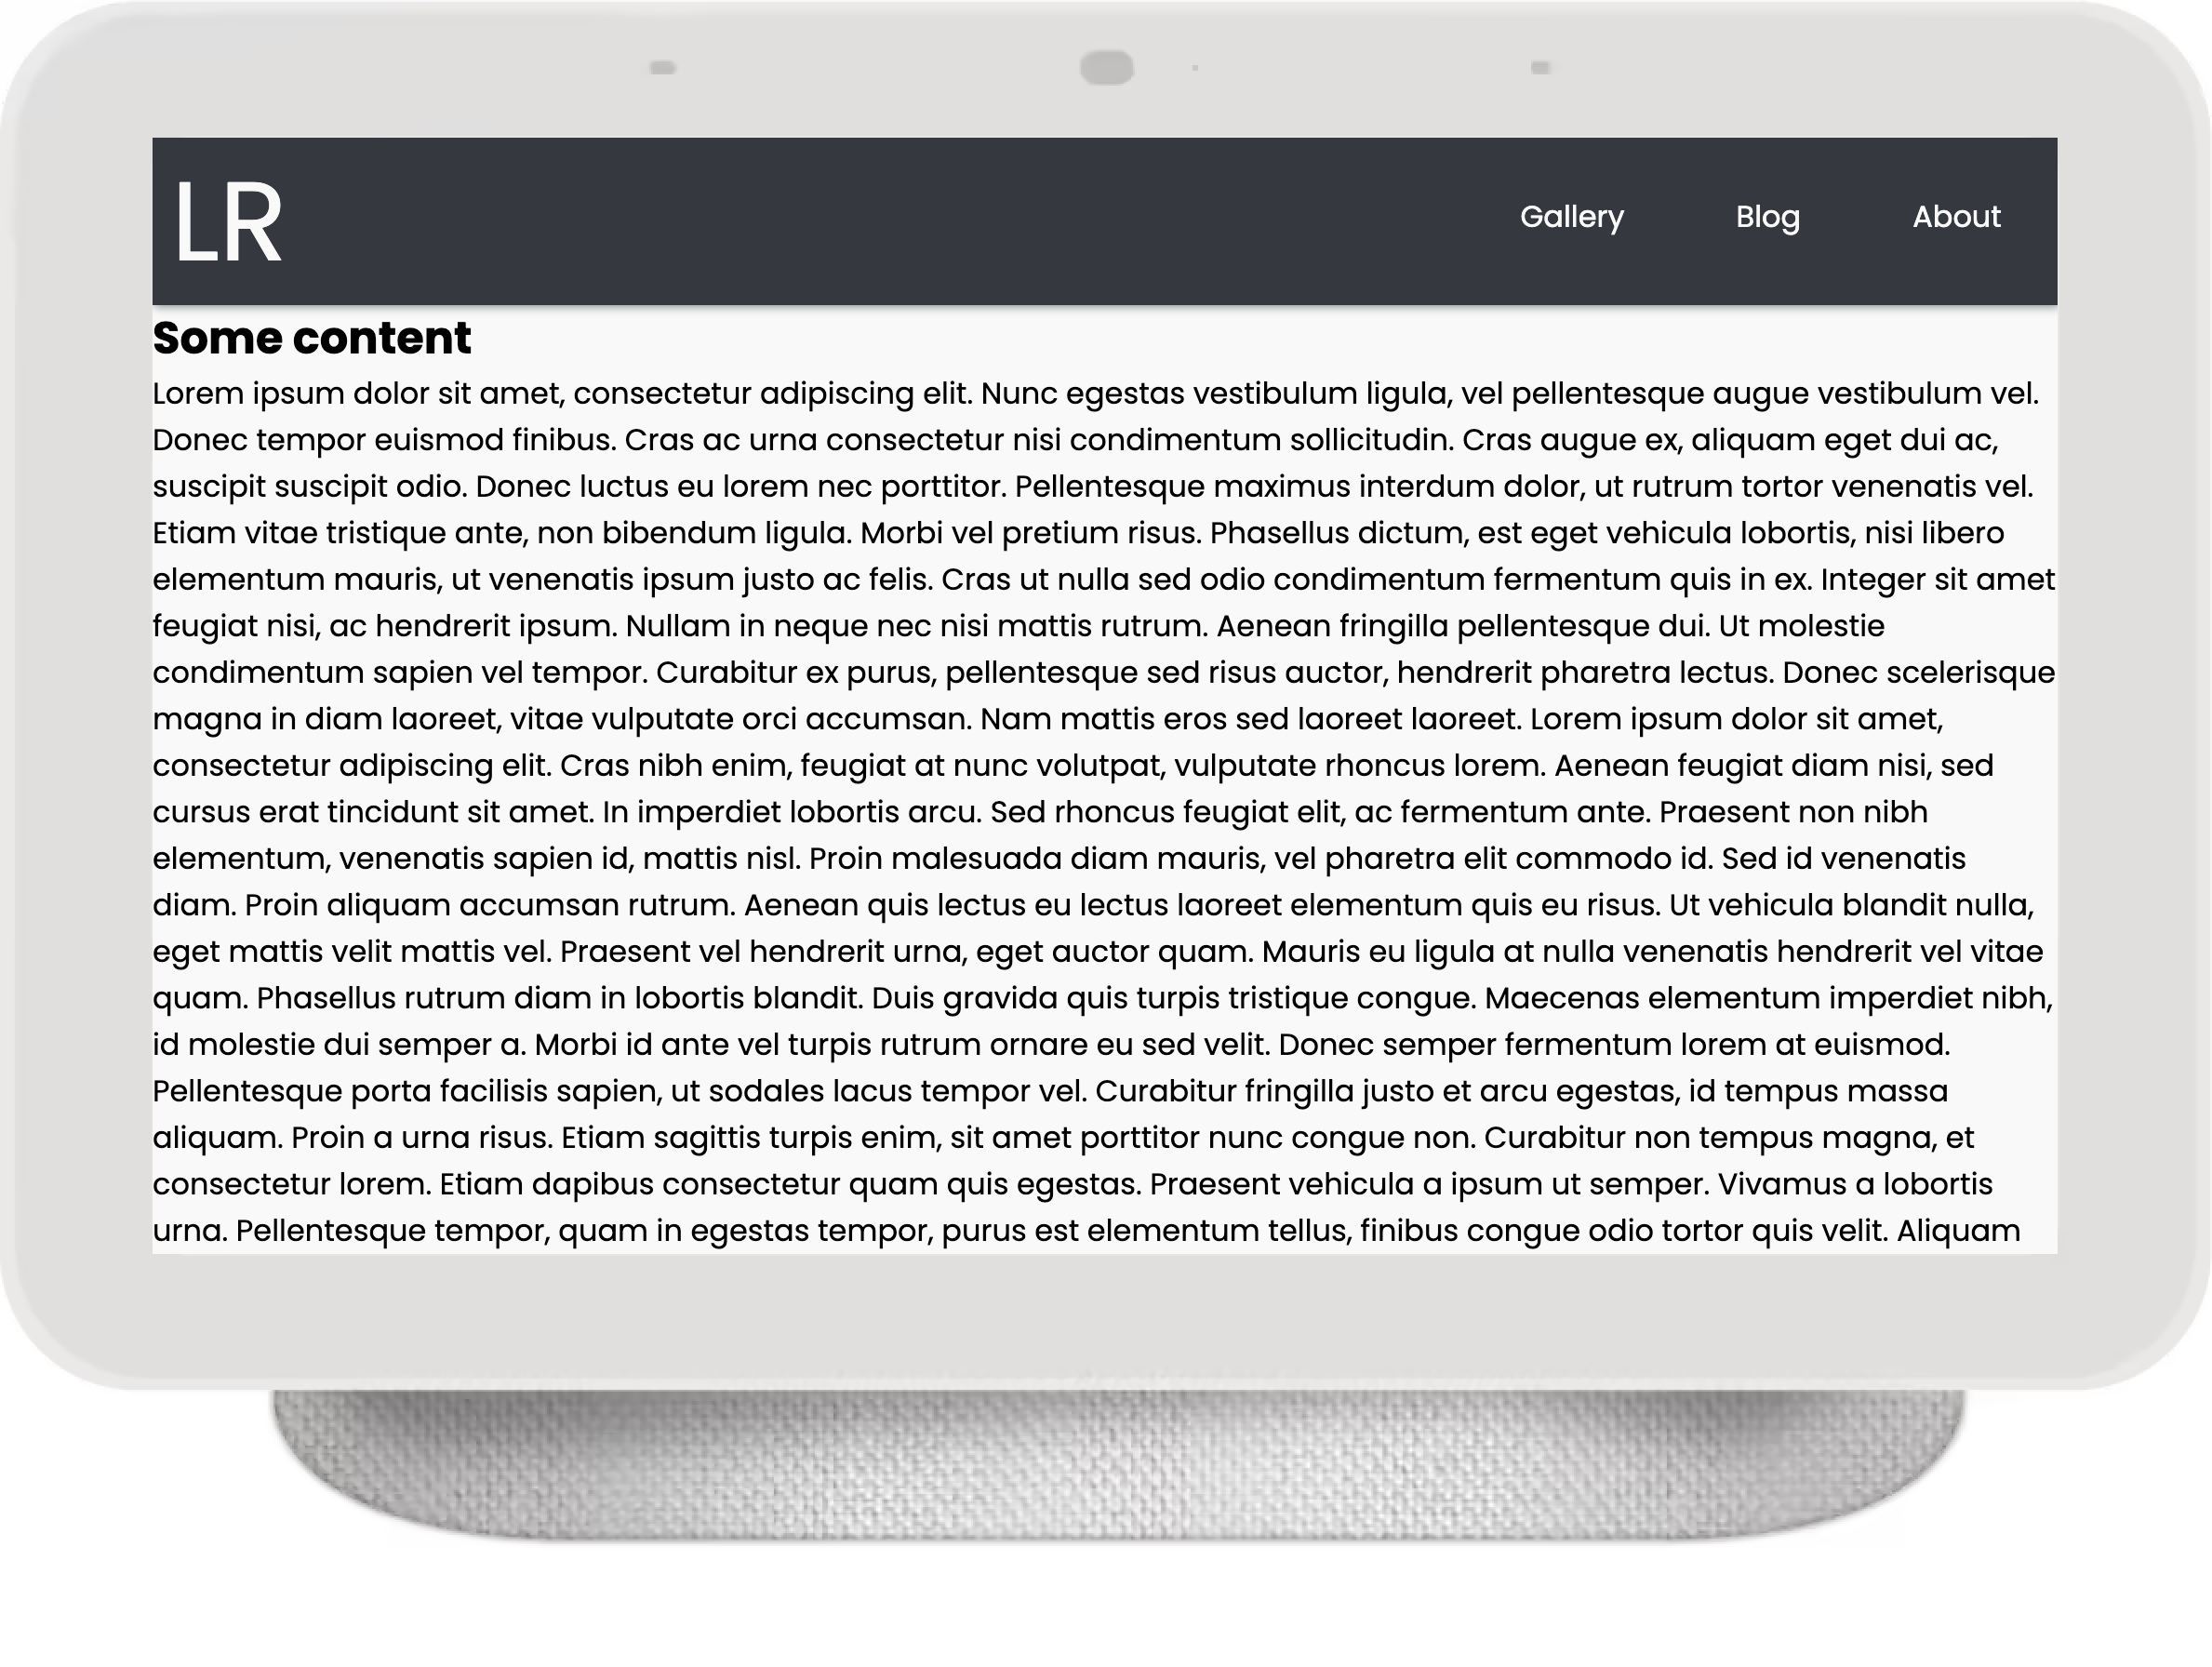 LR
Gallery Blog About
Some content
Lorem ipsum dolor sit amet, consectetur adipiscing elit. Nunc egestas vestibulum ligula, vel pellentesque augue vestibulum vel.
Donec tempor euismod finibus. Cras ac urna consectetur nisi condimentum sollicitudin. Cras augue ex, aliquam eget dui ac,
suscipit suscipit odio. Donec luctus eu lorem nec porttitor. Pellentesque maximus interdum dolor, ut rutrum tortor venenatis vel.
Etiam vitae tristique ante, non bibendum ligula. Morbi vel pretium risus. Phasellus dictum, est eget vehicula lobortis, nisi libero
elementum mauris, ut venenatis ipsum justo ac felis. Cras ut nulla sed odio condimentum fermentum quis in ex. Integer sit amet
feugiat nisi, ac hendrerit ipsum. Nullam in neque nec nisi mattis rutrum. Aenean fringilla pellentesque dui. Ut molestie
condimentum sapien vel tempor. Curabitur ex purus, pellentesque sed risus auctor, hendrerit pharetra lectus. Donec scelerisque
magna in diam laoreet, vitae vulputate orci accumsan. Nam mattis eros sed laoreet laoreet. Lorem ipsum dolor sit amet,
consectetur adipiscing elit. Cras nibh enim, feugiat at nunc volutpat, vulputate rhoncus lorem. Aenean feugiat diam nisi, sed
cursus erat tincidunt sit amet. In imperdiet lobortis arcu. Sed rhoncus feugiat elit, ac fermentum ante. Praesent non nibh
elementum, venenatis sapien id, mattis nisl. Proin malesuada diam mauris, vel pharetra elit commodo id. Sed id venenatis
diam. Proin aliquam accumsan rutrum. Aenean quis lectus eu lectus laoreet elementum quis eu risus. Ut vehicula blandit nulla,
eget mattis velit mattis vel. Praesent vel hendrerit urna, eget auctor quam. Mauris eu ligula at nulla venenatis hendrerit vel vitae
quam. Phasellus rutrum diam in lobortis blandit. Duis gravida quis turpis tristique congue. Maecenas elementum imperdiet nibh,
id molestie dui semper a. Morbi id ante vel turpis rutrum ornare eu sed velit. Donec semper fermentum lorem at euismod.
Pellentesque porta facilisis sapien, ut sodales lacus tempor vel. Curabitur fringilla justo et arcu egestas, id tempus massa
aliquam. Proin a urna risus. Etiam sagittis turpis enim, sit amet porttitor nunc congue non. Curabitur non tempus magna, et
consectetur lorem. Etiam dapibus consectetur quam quis egestas. Praesent vehicula a ipsum ut semper. Vivamus a lobortis
urna. Pellentesque tempor, quam in egestas tempor, purus est elementum tellus, finibus congue odio tortor quis velit. Aliquam